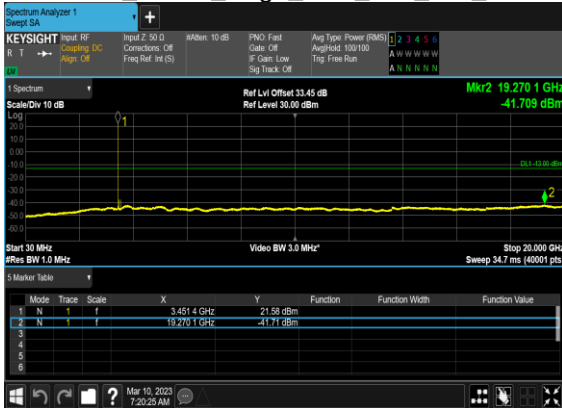 Spectrum Analyzer 1
Swept SA
+
KEYSIGHT
R T
Input: RF
Coupling: DC
Align: Off
Input Z: 50 Ω
Corrections: Off
Freq Ref: Int (S)
#Atten: 10 dB
PNO: Fast
Gate: Off
IF Gain: Low
Sig Track: Off
Avg Type: Power (RMS)
Avg|Hold: 100/100
Trig: Free Run
1 2 3 4 5 6
A W W W W W
A N N N N N
1 Spectrum
Scale/Div 10 dB
Ref Lvl Offset 33.45 dB
Ref Level 30.00 dBm
Mkr2 19.270 1 GHz
-41.709 dBm
Log
20.0
10.0
0.00
-10.0
-20.0
-30.0
-40.0
-50.0
-60.0
1
DL1 -13.00 dBm
2
Start 30 MHz
#Res BW 1.0 MHz
Video BW 3.0 MHz*
Stop 20.000 GHz
Sweep 34.7 ms (40001 pts)
5 Marker Table
Mode Trace Scale X Y Function Function Width Function Value
1 N 1 f 3.451 4 GHz 21.58 dBm
2 N 1 f 19.270 1 GHz -41.71 dBm
3
4
5
6
?
Mar 10, 2023
7:20:25 AM